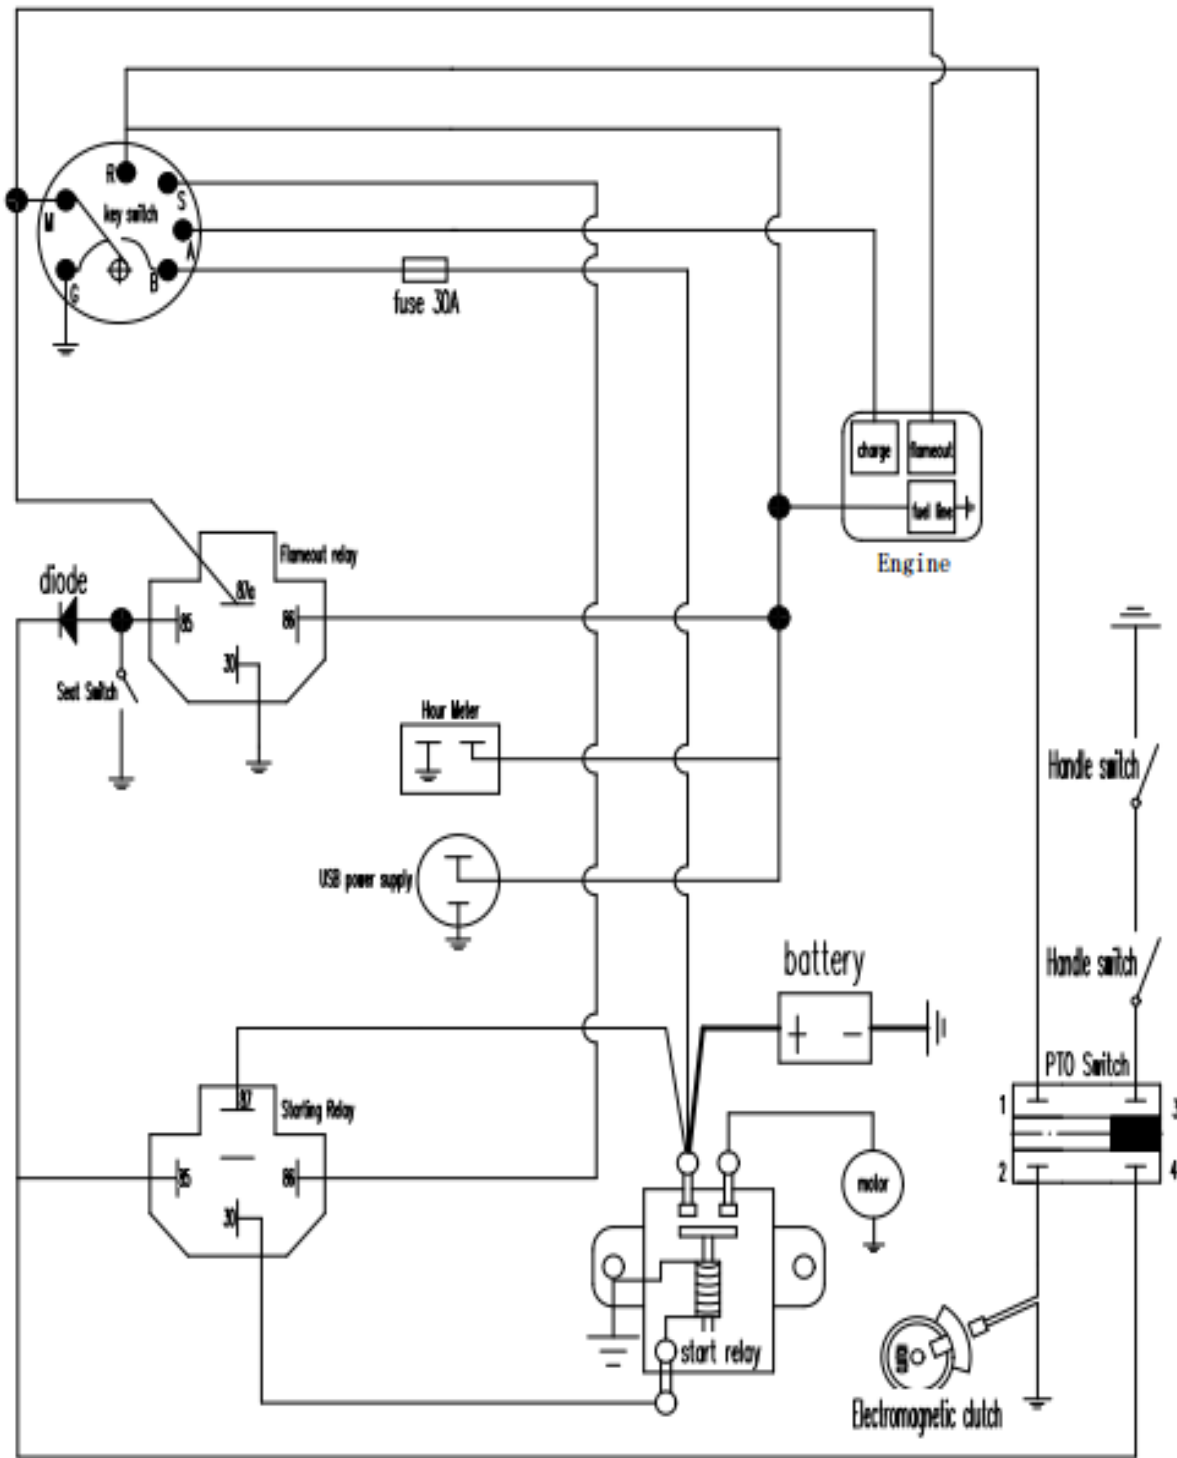 R
S
M
key switch
A
G
B
fuse 30A
charge
flameout
fuel line
Engine
Flameout relay
87a
diode
85
86
30
Seat Switch
Hour Meter
Handle switch
USB power supply
battery
Handle switch
+
−
PTO Switch
87
Starting Relay
1
3
85
86
motor
2
4
30
start relay
Electromagnetic clutch